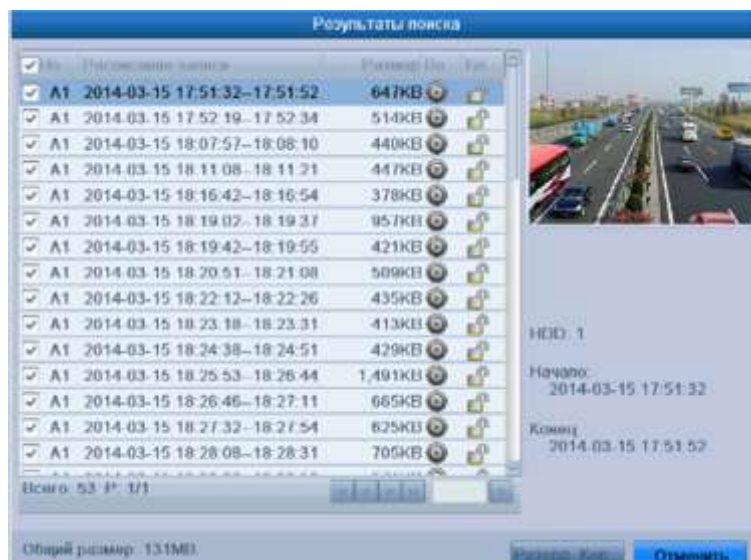 Результаты поиска
Расписание записи Размер
A1 2014-03-15 17:51:32--17:51:52 647KB
A1 2014-03-15 17:52:19--17:52:34 514KB
A1 2014-03-15 18:07:57--18:08:10 440KB
A1 2014-03-15 18:11:08--18:11:21 447KB
A1 2014-03-15 18:16:42--18:16:54 378KB
A1 2014-03-15 18:19:02--18:19:37 957KB
A1 2014-03-15 18:19:42--18:19:55 421KB
A1 2014-03-15 18:20:51--18:21:08 509KB
A1 2014-03-15 18:22:12--18:22:26 435KB
A1 2014-03-15 18:23:18--18:23:31 413KB
A1 2014-03-15 18:24:38--18:24:51 429KB
A1 2014-03-15 18:25:53--18:26:44 1,491KB
A1 2014-03-15 18:26:46--18:27:11 665KB
A1 2014-03-15 18:27:32--18:27:54 625KB
A1 2014-03-15 18:28:08--18:28:31 705KB
Всего: 53 P: 1/1
HDD: 1
Начало:
2014-03-15 17:51:32
Конец:
2014-03-15 17:51:52
Общий размер:
Отменить